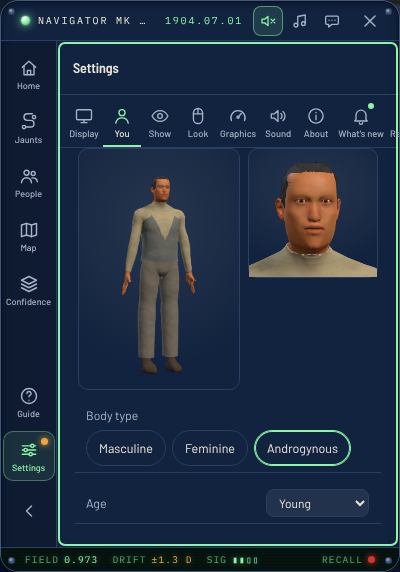 NAVIGATOR MK …
1904.07.01
Home
Jaunts
People
Map
Confidence
Guide
Settings
Settings
Display
You
Show
Look
Graphics
Sound
About
What's new
Body type
Masculine
Feminine
Androgynous
Age
Young
FIELD 0.973 DRIFT ±1.3 D SIG RECALL